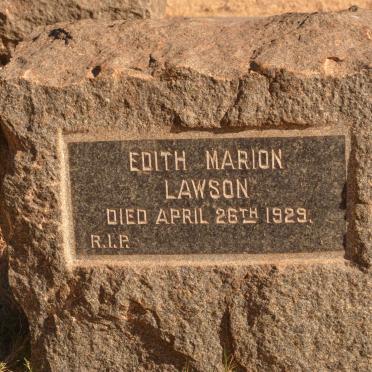 EDITH MARION
LAWSON
DIED APRIL 26TH 1929.
R.I.P.